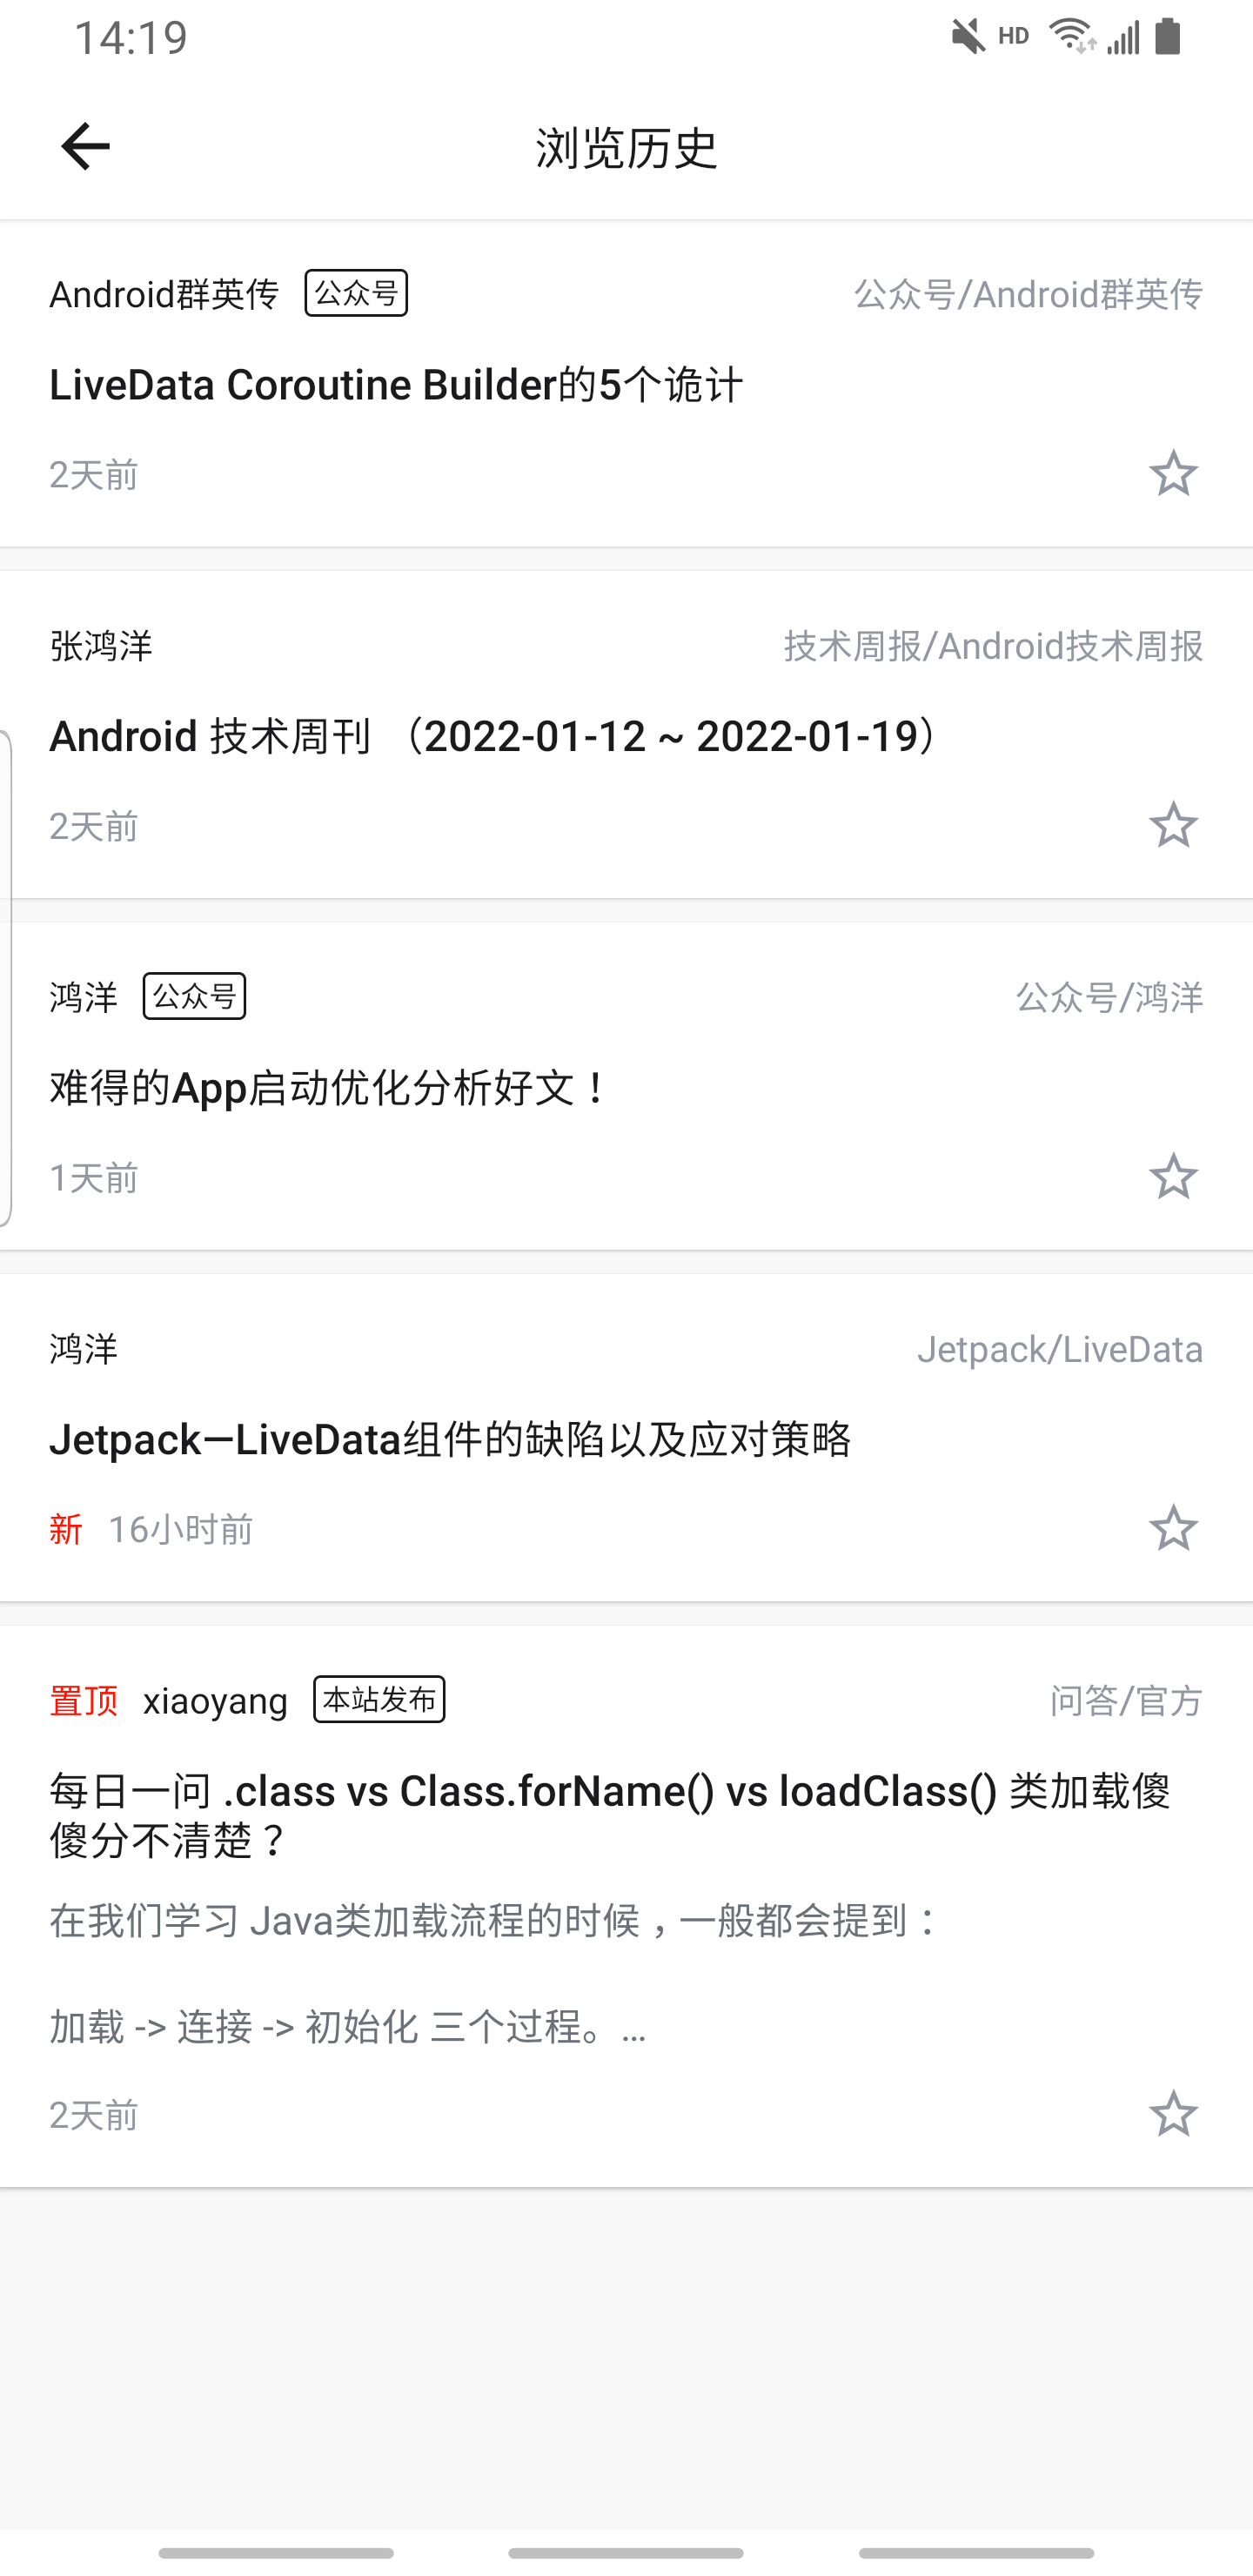 14:19
HD
浏览历史
Android群英传 公众号 公众号/Android群英传
LiveData Coroutine Builder的5个诡计
2天前
张鸿洋 技术周报/Android技术周报
Android 技术周刊 （2022-01-12 ~ 2022-01-19）
2天前
鸿洋 公众号 公众号/鸿洋
难得的App启动优化分析好文！
1天前
鸿洋 Jetpack/LiveData
Jetpack—LiveData组件的缺陷以及应对策略
新 16小时前
置顶 xiaoyang 本站发布 问答/官方
每日一问 .class vs Class.forName() vs loadClass() 类加载傻
傻分不清楚？
在我们学习 Java类加载流程的时候，一般都会提到：
加载 -> 连接 -> 初始化 三个过程。...
2天前